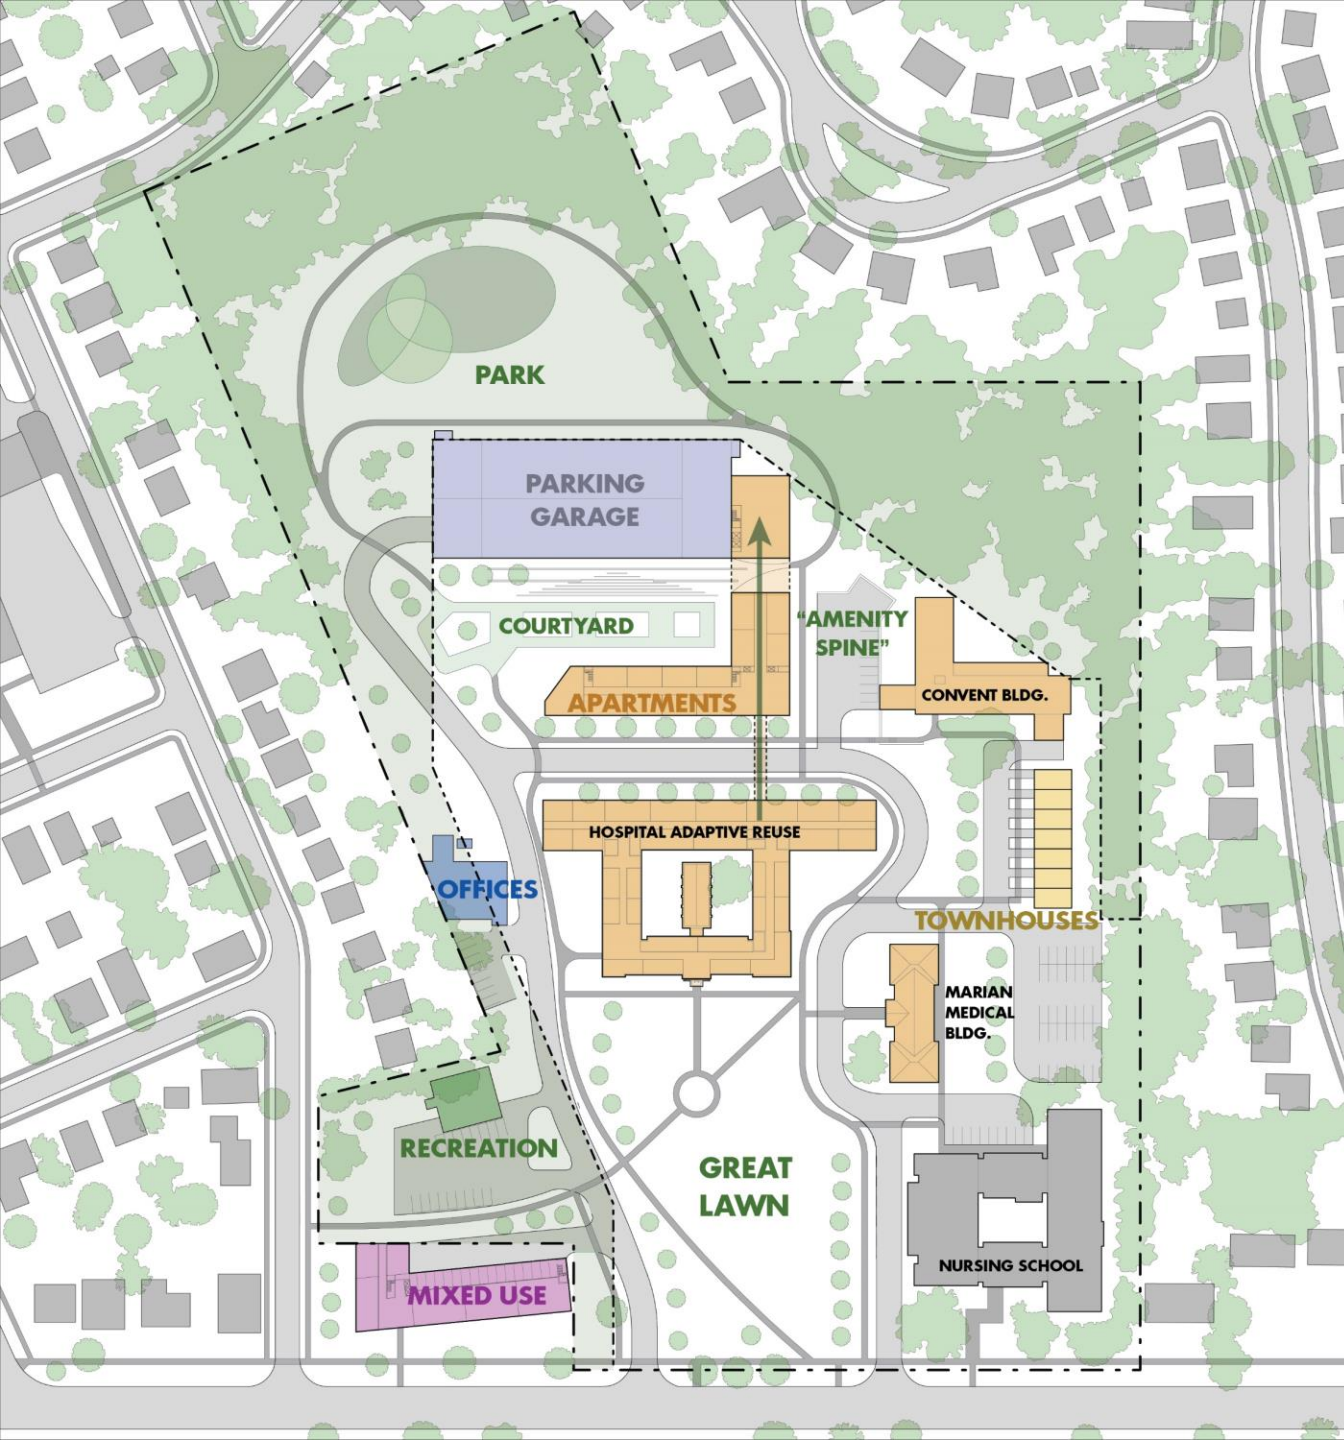 PARK
PARKING
GARAGE
COURTYARD
"AMENITY
SPINE"
APARTMENTS
CONVENT BLDG.
HOSPITAL ADAPTIVE REUSE
OFFICES
TOWNHOUSES
MARIAN
MEDICAL
BLDG.
RECREATION
GREAT
LAWN
NURSING SCHOOL
MIXED USE